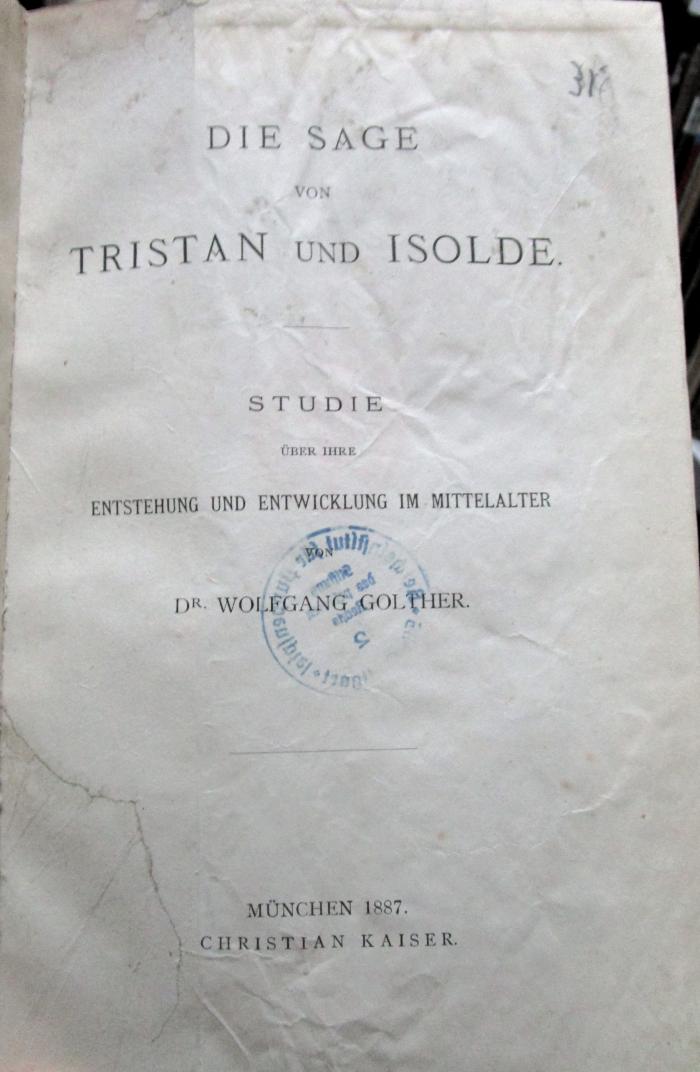 DIE SAGE
VON
TRISTAN UND ISOLDE.
STUDIE
ÜBER IHRE
ENTSTEHUNG UND ENTWICKLUNG IM MITTELALTER
VON
DR. WOLFGANG GOLTHER.
MÜNCHEN 1887.
CHRISTIAN KAISER.